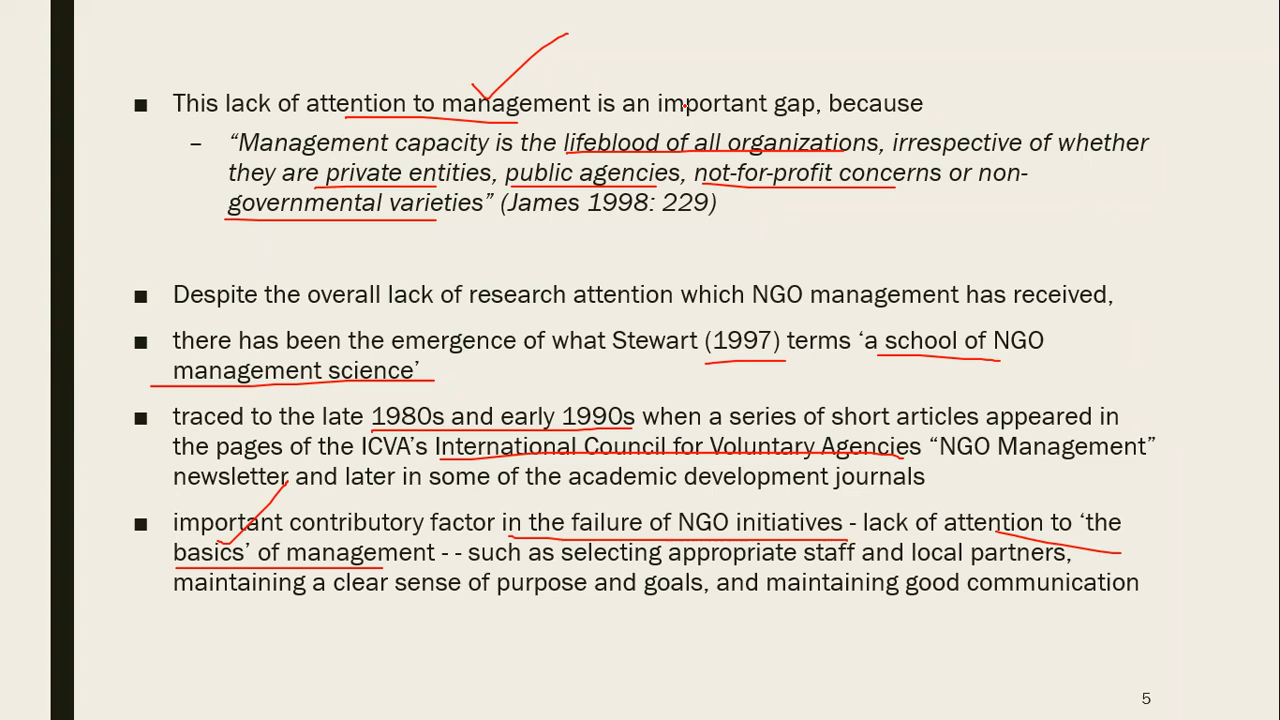 ■ This lack of attention to management is an important gap, because
– “Management capacity is the lifeblood of all organizations, irrespective of whether
they are private entities, public agencies, not-for-profit concerns or non-
governmental varieties” (James 1998: 229)
■ Despite the overall lack of research attention which NGO management has received,
■ there has been the emergence of what Stewart (1997) terms ‘a school of NGO
management science’
■ traced to the late 1980s and early 1990s when a series of short articles appeared in
the pages of the ICVA’s International Council for Voluntary Agencies “NGO Management”
newsletter and later in some of the academic development journals
■ important contributory factor in the failure of NGO initiatives - lack of attention to ‘the
basics’ of management - - such as selecting appropriate staff and local partners,
maintaining a clear sense of purpose and goals, and maintaining good communication
5